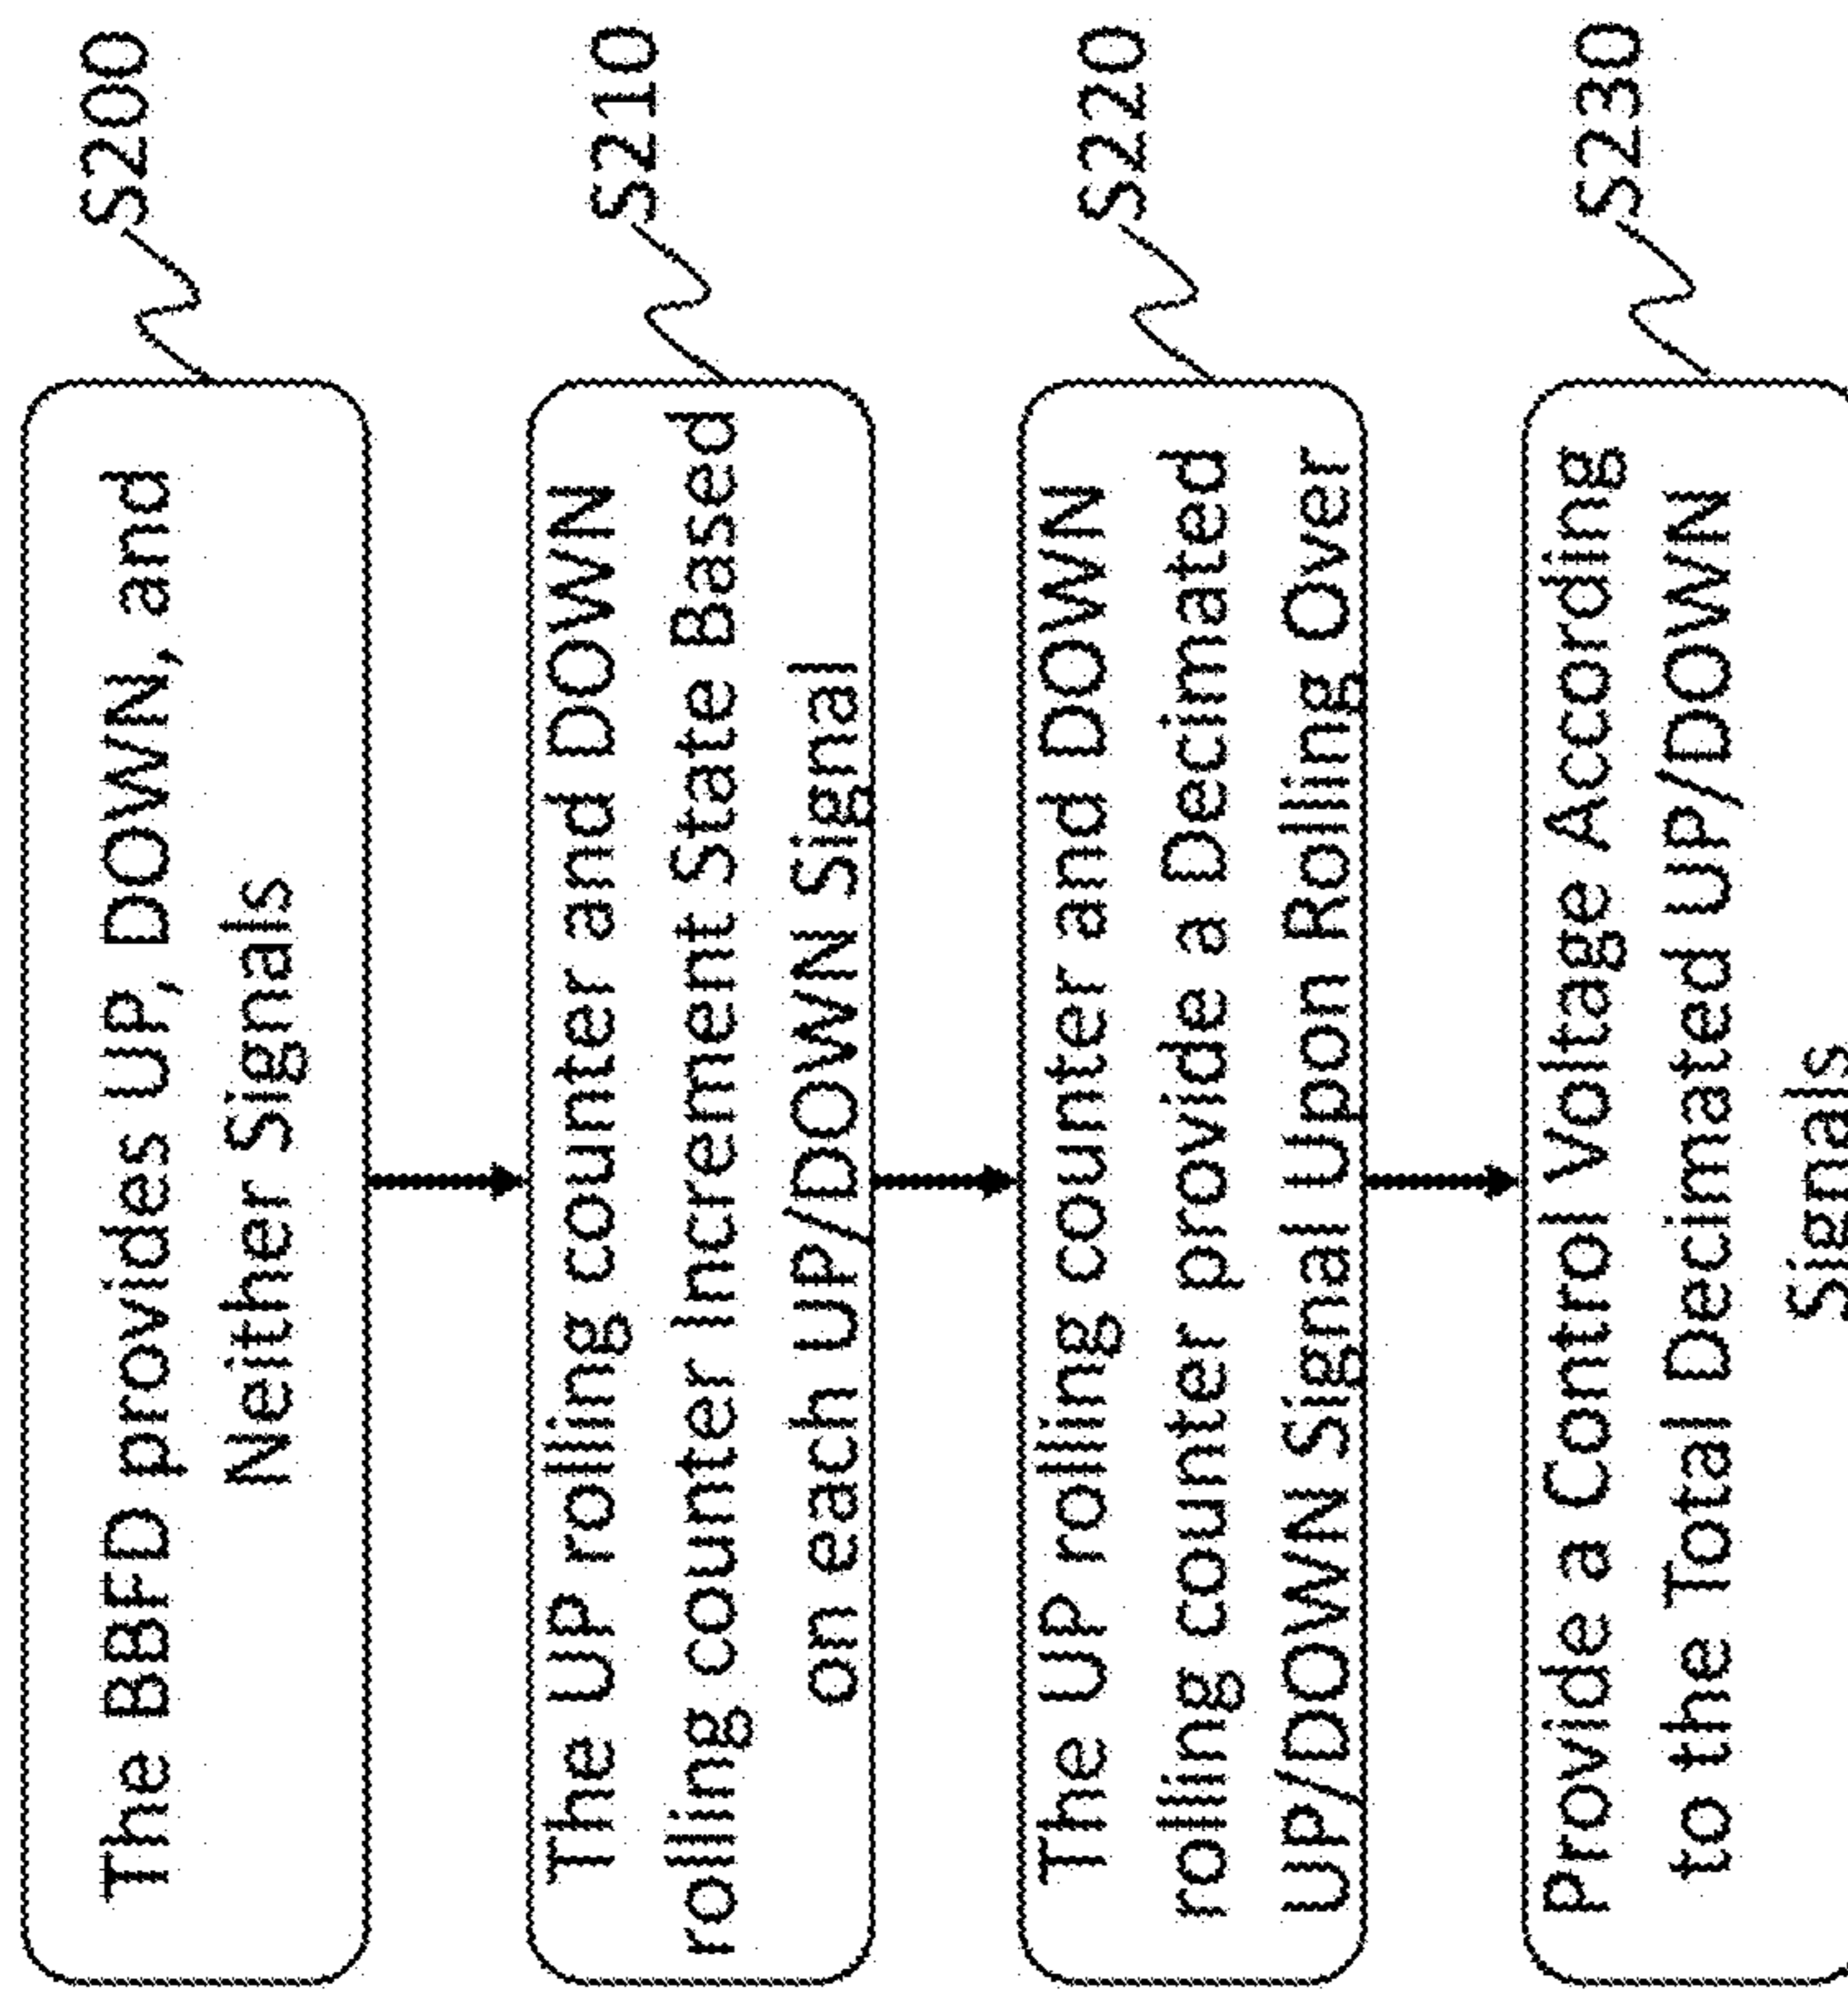 The BBFD provides UP, DOWN, and
Neither Signals
S200
The UP rolling counter and DOWN
rolling counter Increment State Based
on each UP/DOWN Signal
S210
The UP rolling counter and DOWN
rolling counter provide a Decimated
UP/DOWN Signal Upon Rolling Over
S220
Provide a Control Voltage According
to the Total Decimated UP/DOWN
Signals
S230